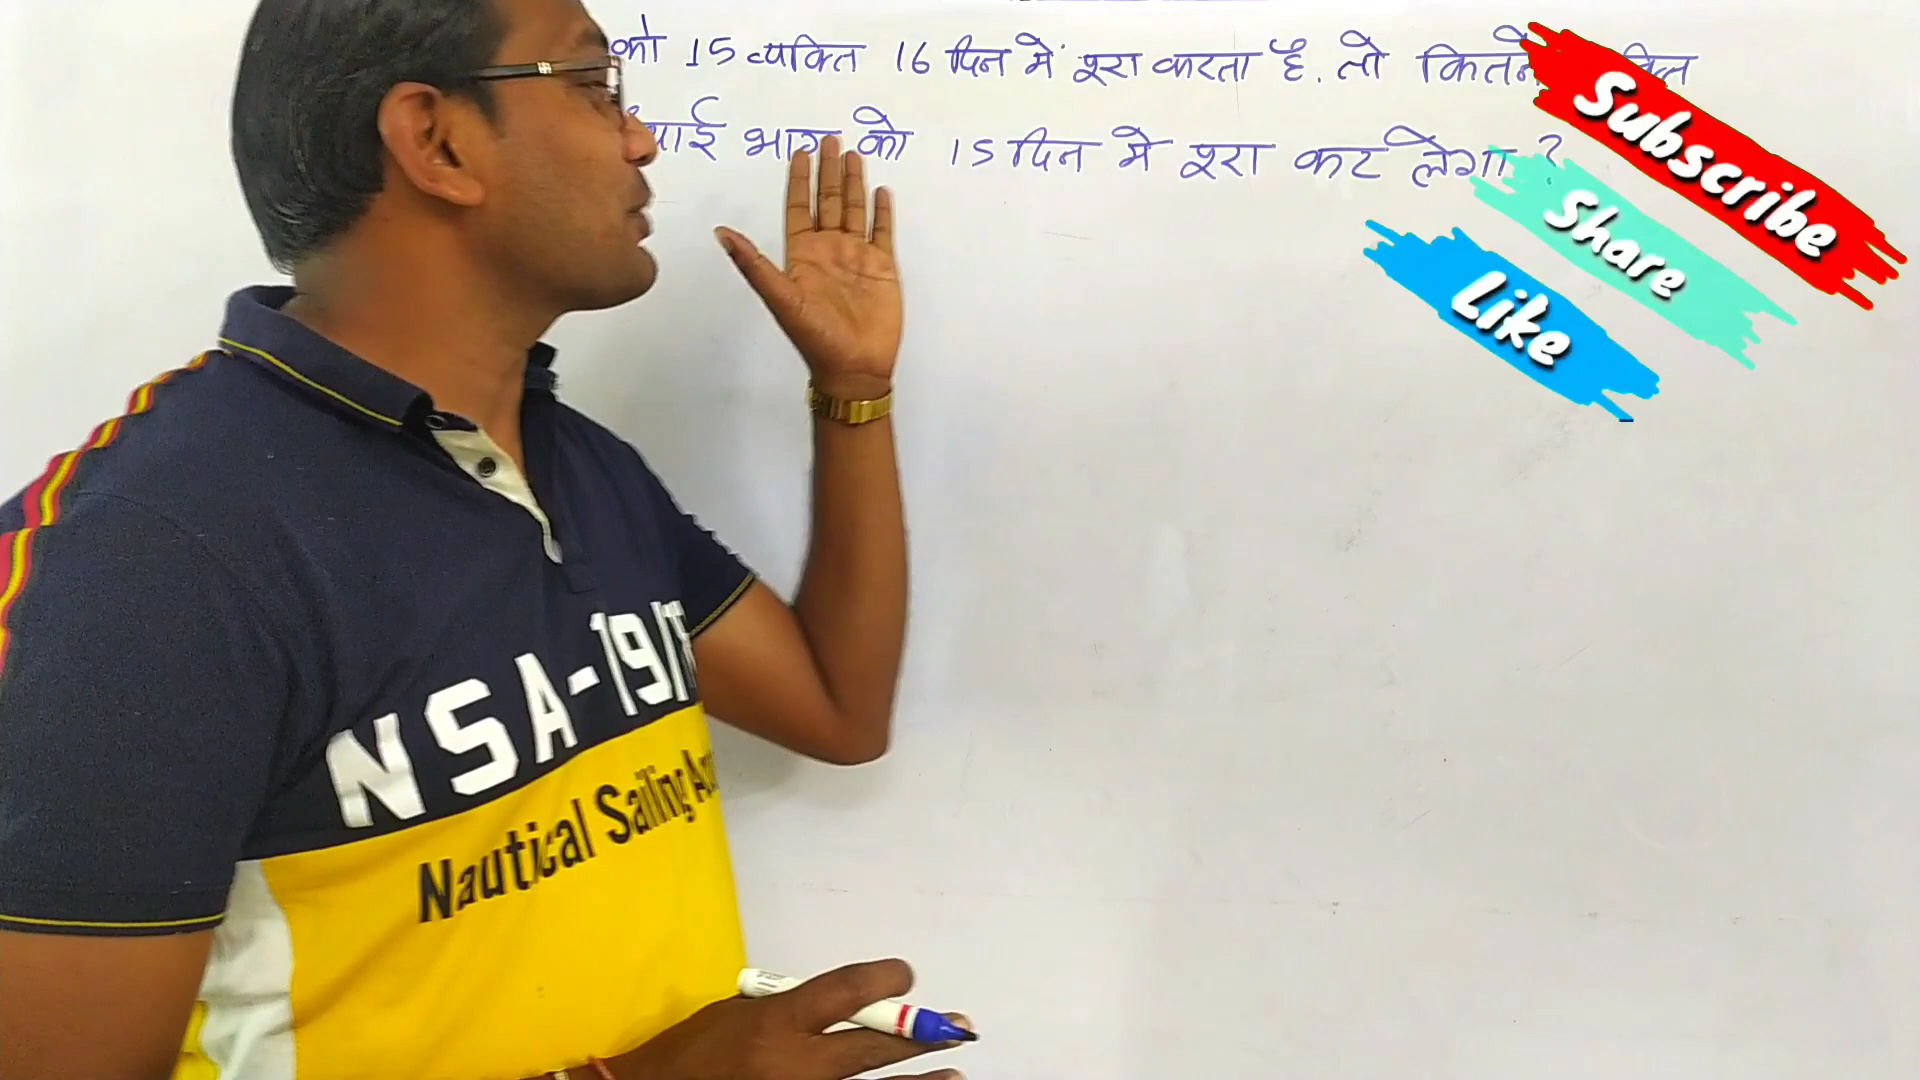 को 15 व्यक्ति 16 दिन में पूरा करता है. तो कितने
भाग को 15 दिन में पूरा कर लेगा ?
Subscribe
Share
Like
NSA-19/
Nautical Sailing